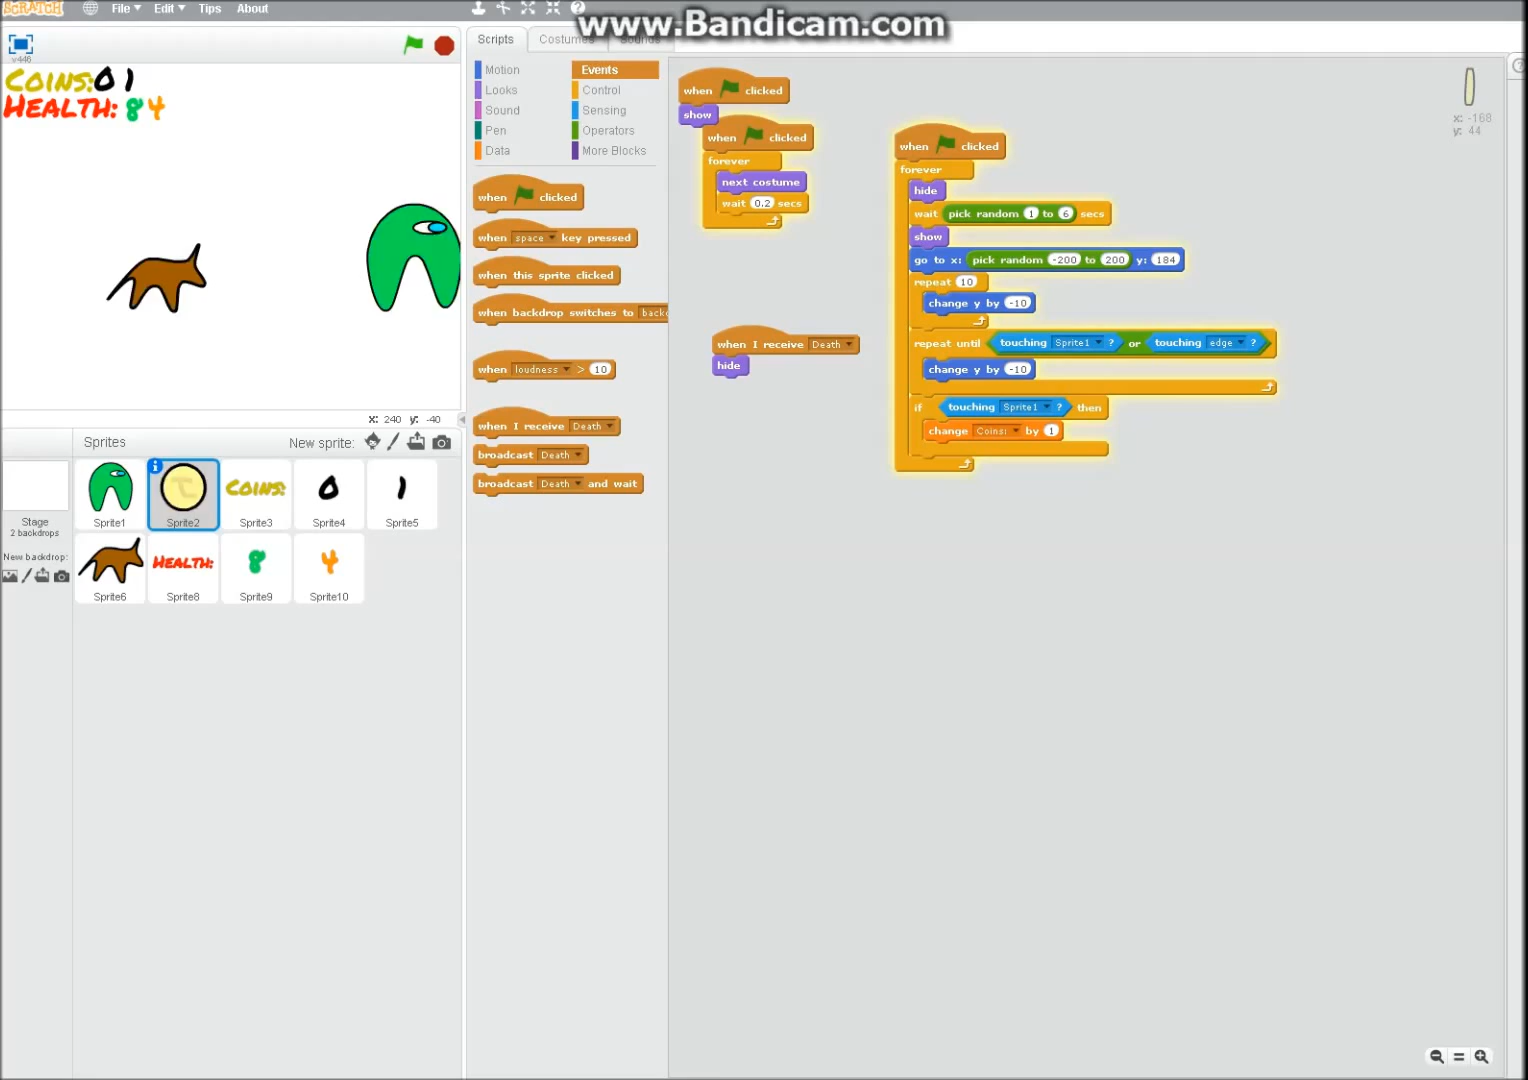 SCRATCH File Edit Tips About
www.Bandicam.com
v446
Scripts Costumes Sounds
COINS:0 1
HEALTH: 8 4
Motion Events
Looks Control
Sound Sensing
Pen Operators
Data More Blocks
when clicked
when space key pressed
when this sprite clicked
when backdrop switches to
when loudness > 10
when I receive Death
broadcast Death
broadcast Death and wait
when clicked
show
when clicked
forever
next costume
wait 0.2 secs
when I receive Death
hide
when clicked
forever
hide
wait pick random 1 to 6 secs
show
go to x: pick random -200 to 200 y: 184
repeat 10
change y by -10
repeat until touching Sprite1 ? or touching edge ?
change y by -10
if touching Sprite1 ? then
change Coins: by 1
x: -168
y: 44
x: 240 y: -40
Sprites New sprite:
Stage
2 backdrops
New backdrop:
COINS: 0 1
Sprite1 Sprite2 Sprite3 Sprite4 Sprite5
HEALTH: 8 4
Sprite6 Sprite8 Sprite9 Sprite10